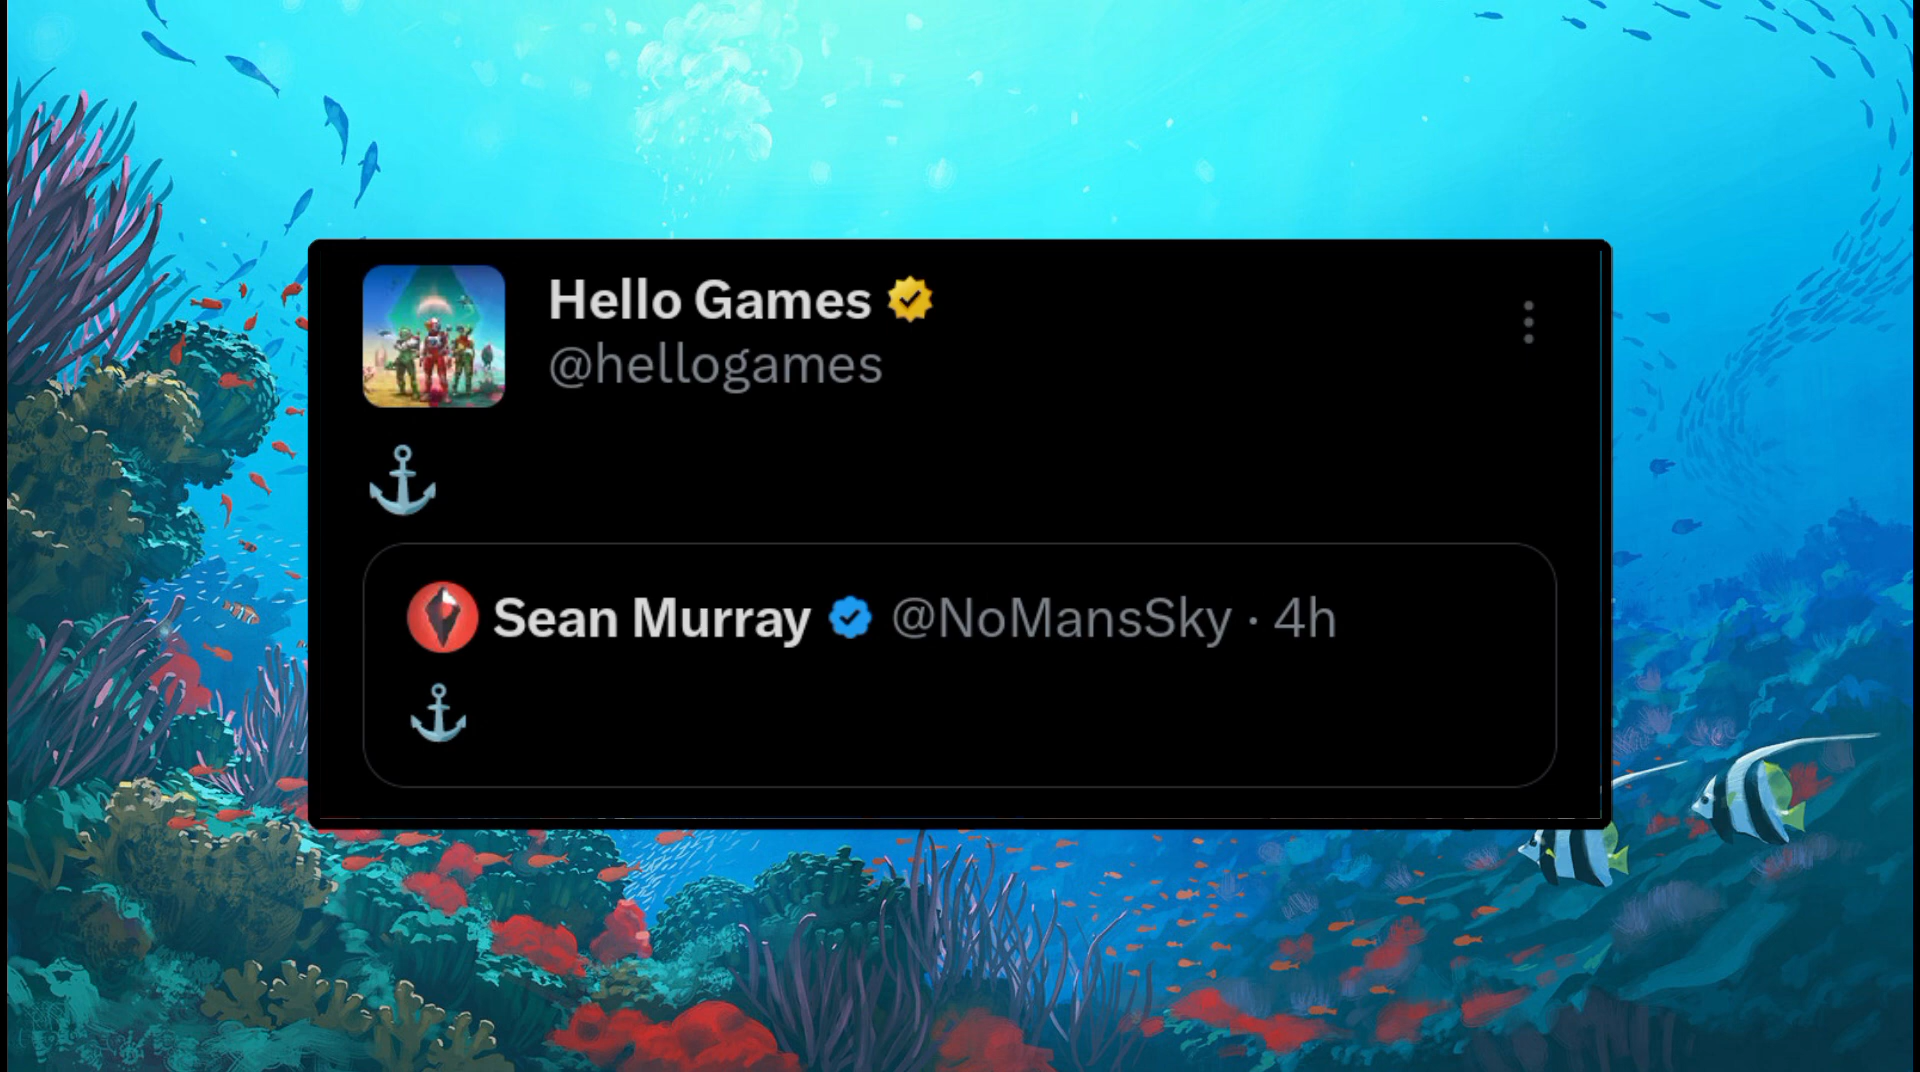 Hello Games
@hellogames
⚓
Sean Murray @NoMansSky · 4h
⚓